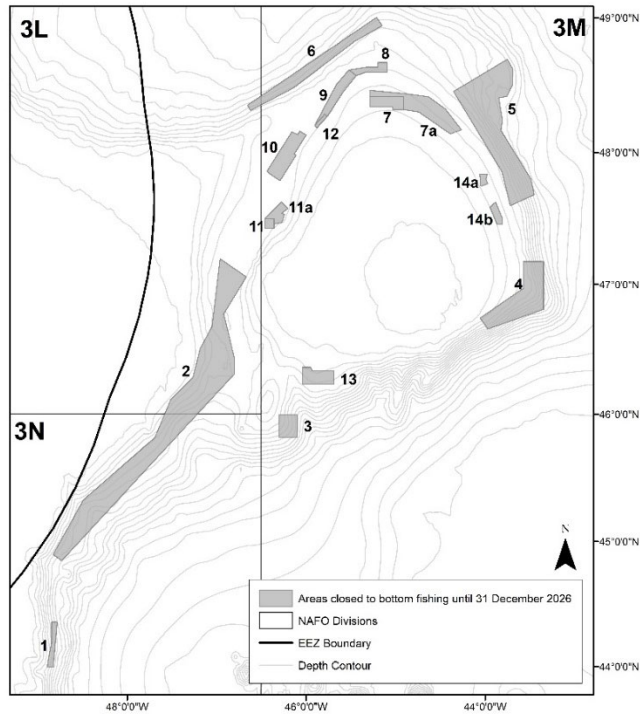 3L
3M
49°0'0"N
6
8
9
5
7
7a
12
10
48°0'0"N
14a
11a
14b
11
47°0'0"N
4
2
13
3N
3
46°0'0"N
45°0'0"N
N
Areas closed to bottom fishing until 31 December 2026
NAFO Divisions
EEZ Boundary
Depth Contour
1
44°0'0"N
48°0'0"W
46°0'0"W
44°0'0"W